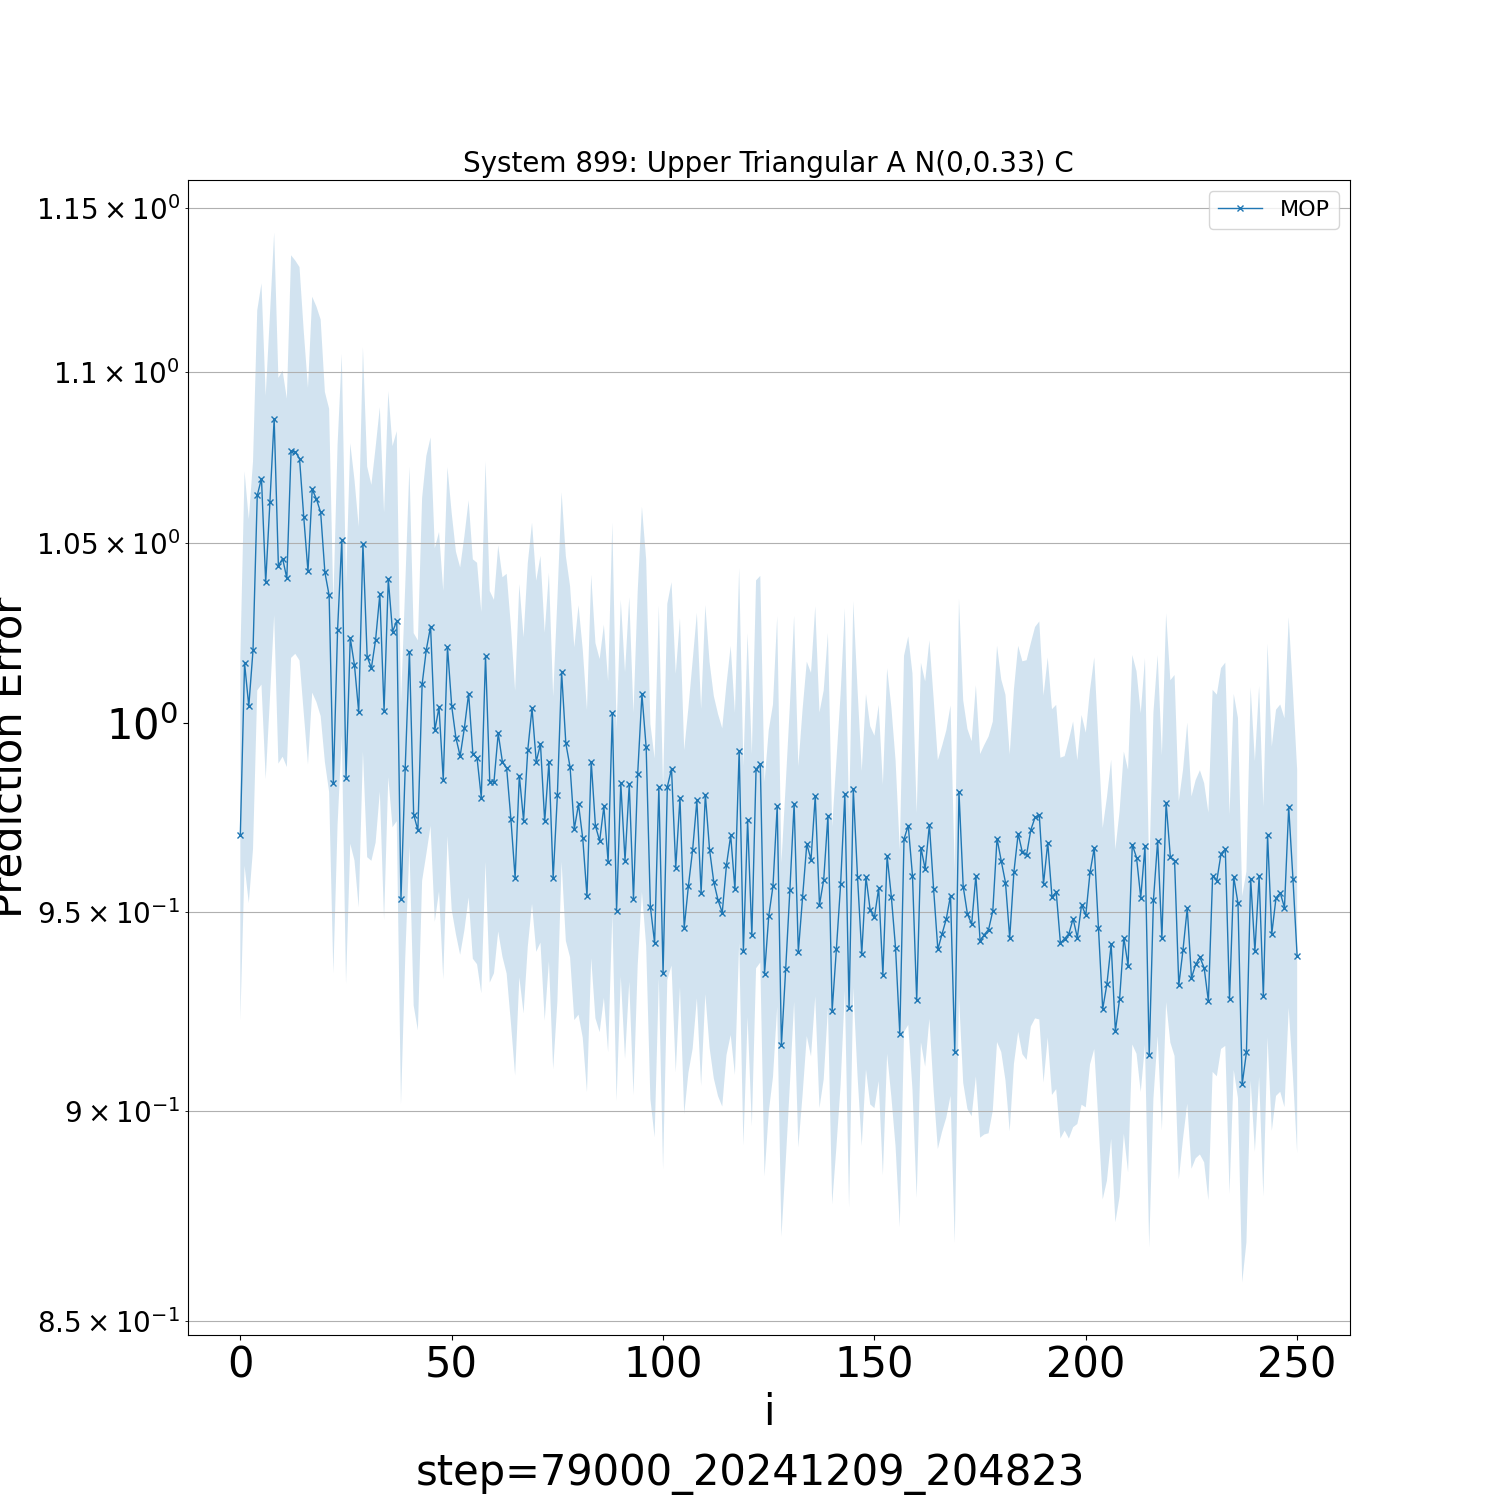 System 899: Upper Triangular A N(0,0.33) C
MOP
1.15 × 10⁰
1.1 × 10⁰
1.05 × 10⁰
10⁰
9.5 × 10⁻¹
9 × 10⁻¹
8.5 × 10⁻¹
Prediction Error
0 50 100 150 200 250
i
step=79000_20241209_204823